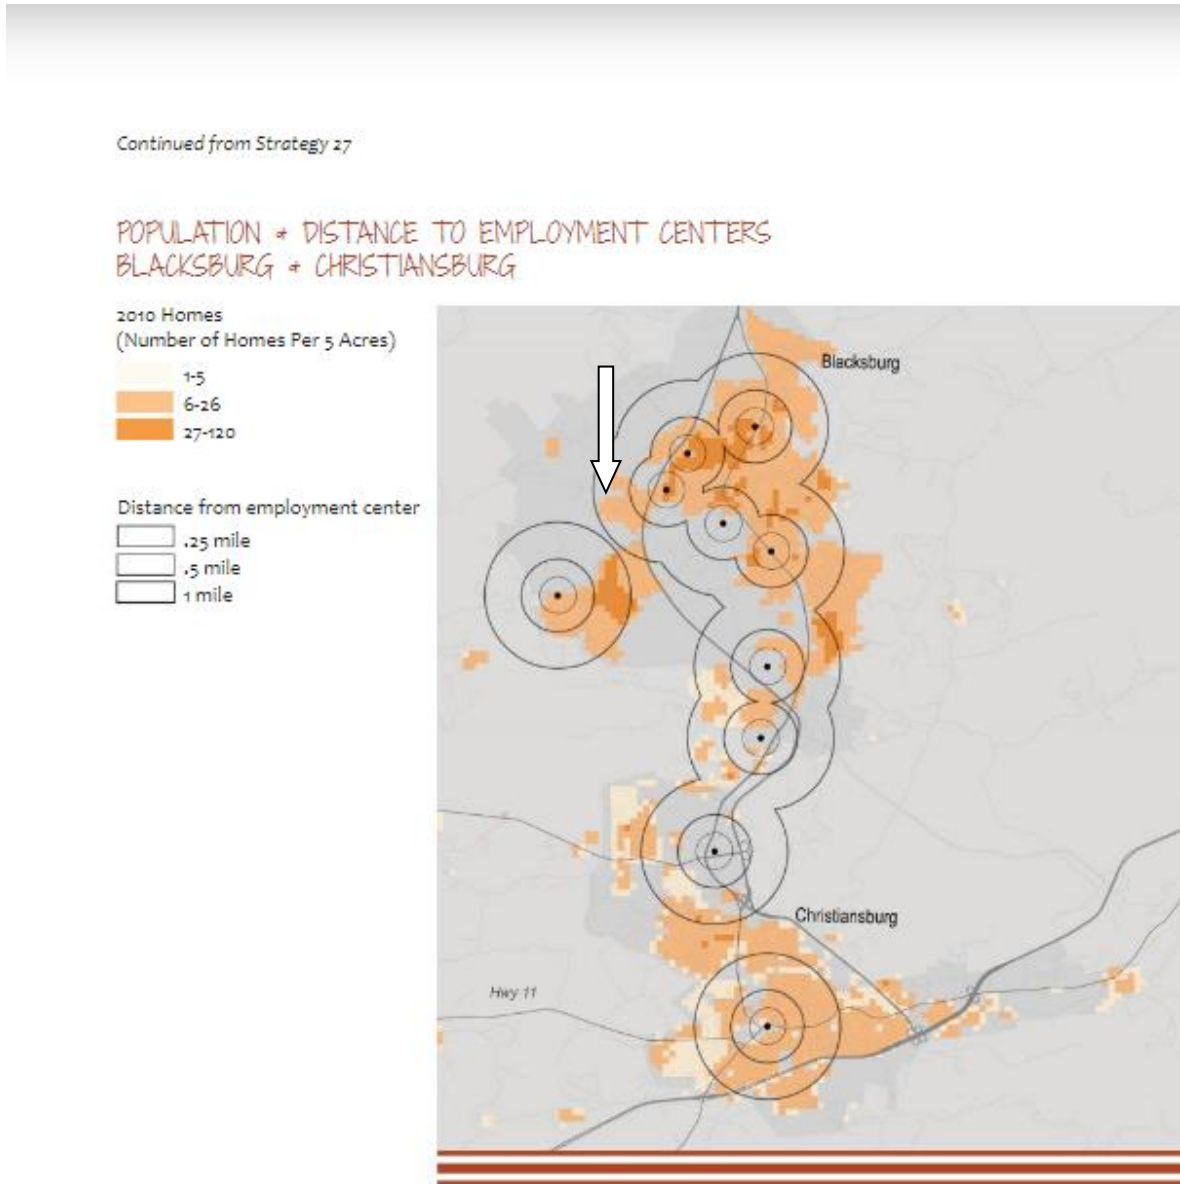 Continued from Strategy 27
POPULATION + DISTANCE TO EMPLOYMENT CENTERS
BLACKSBURG + CHRISTIANSBURG
2010 Homes
(Number of Homes Per 5 Acres)
1-5
6-26
27-120
Distance from employment center
.25 mile
.5 mile
1 mile
Blacksburg
Christiansburg
Hwy 11